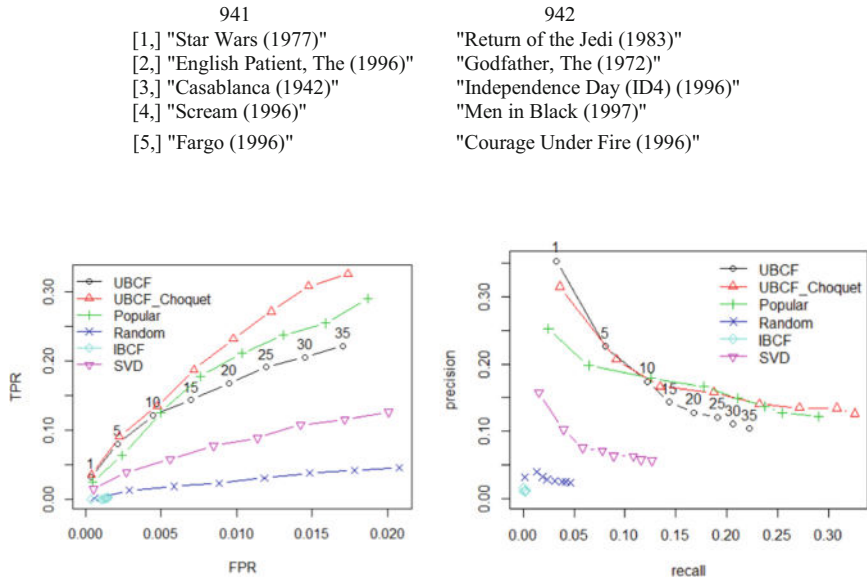 941 942
[1,] "Star Wars (1977)" "Return of the Jedi (1983)"
[2,] "English Patient, The (1996)" "Godfather, The (1972)"
[3,] "Casablanca (1942)" "Independence Day (ID4) (1996)"
[4,] "Scream (1996)" "Men in Black (1997)"
[5,] "Fargo (1996)" "Courage Under Fire (1996)"
TPR
0.00 0.10 0.20 0.30
UBCF
UBCF_Choquet
Popular
Random
IBCF
SVD
1 5 10 15 20 25 30 35
0.000 0.005 0.010 0.015 0.020
FPR
precision
0.00 0.10 0.20 0.30
1 5 10 15 20 25 30 35
UBCF
UBCF_Choquet
Popular
Random
IBCF
SVD
0.00 0.05 0.10 0.15 0.20 0.25 0.30
recall